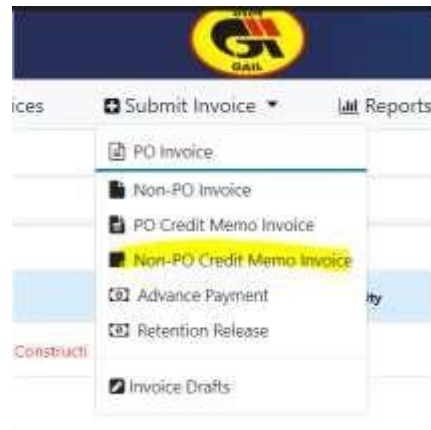 GAIL
ices
Submit Invoice
Reports
PO Invoice
Non-PO Invoice
PO Credit Memo Invoice
Non-PO Credit Memo Invoice
Advance Payment
ity
Retention Release
Constructi
Invoice Drafts